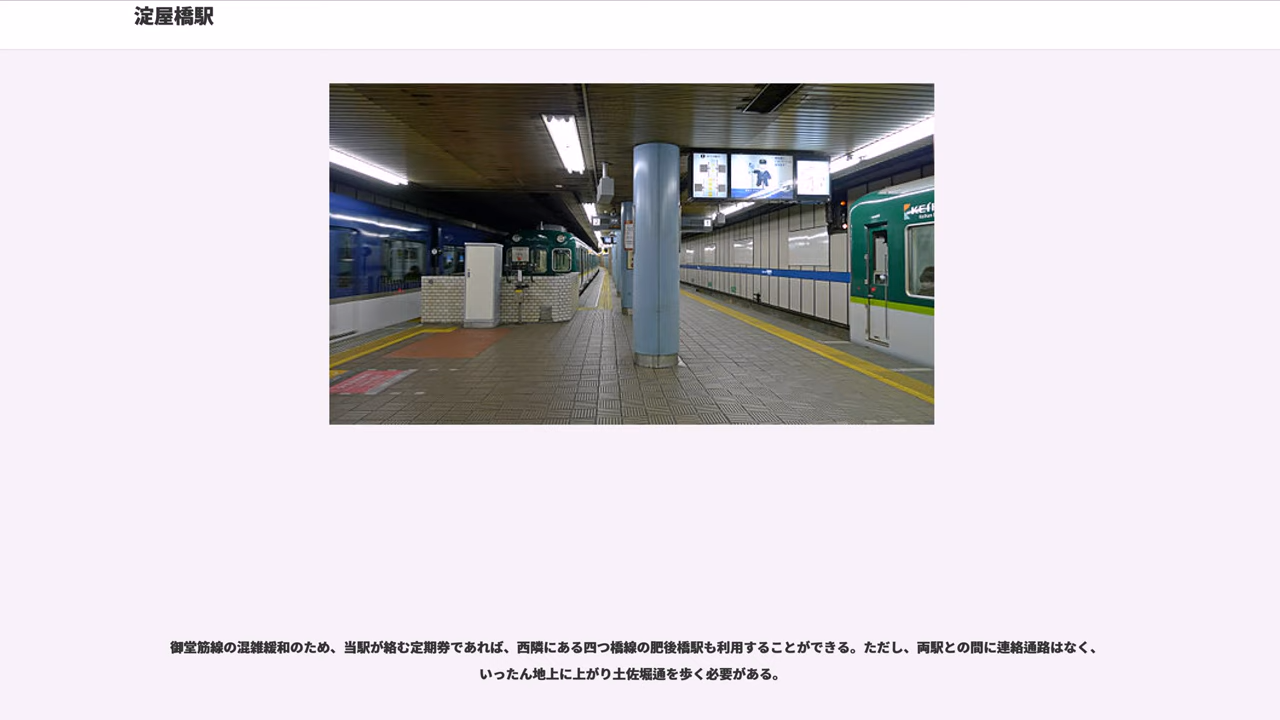 淀屋橋駅
御堂筋線の混雑緩和のため、当駅が絡む定期券であれば、西隣にある四つ橋線の肥後橋駅も利用することができる。ただし、両駅との間に連絡通路はなく、
いったん地上に上がり土佐堀通を歩く必要がある。